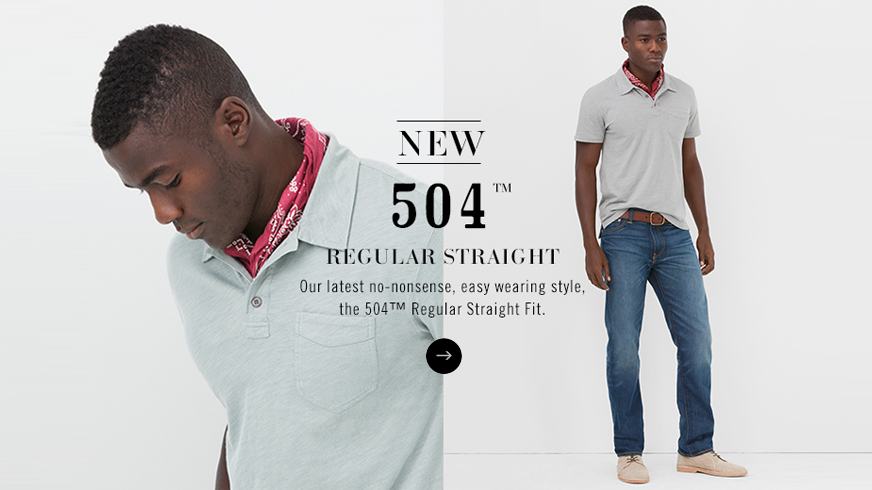 NEW
504™
REGULAR STRAIGHT
Our latest no-nonsense, easy wearing style,
the 504™ Regular Straight Fit.